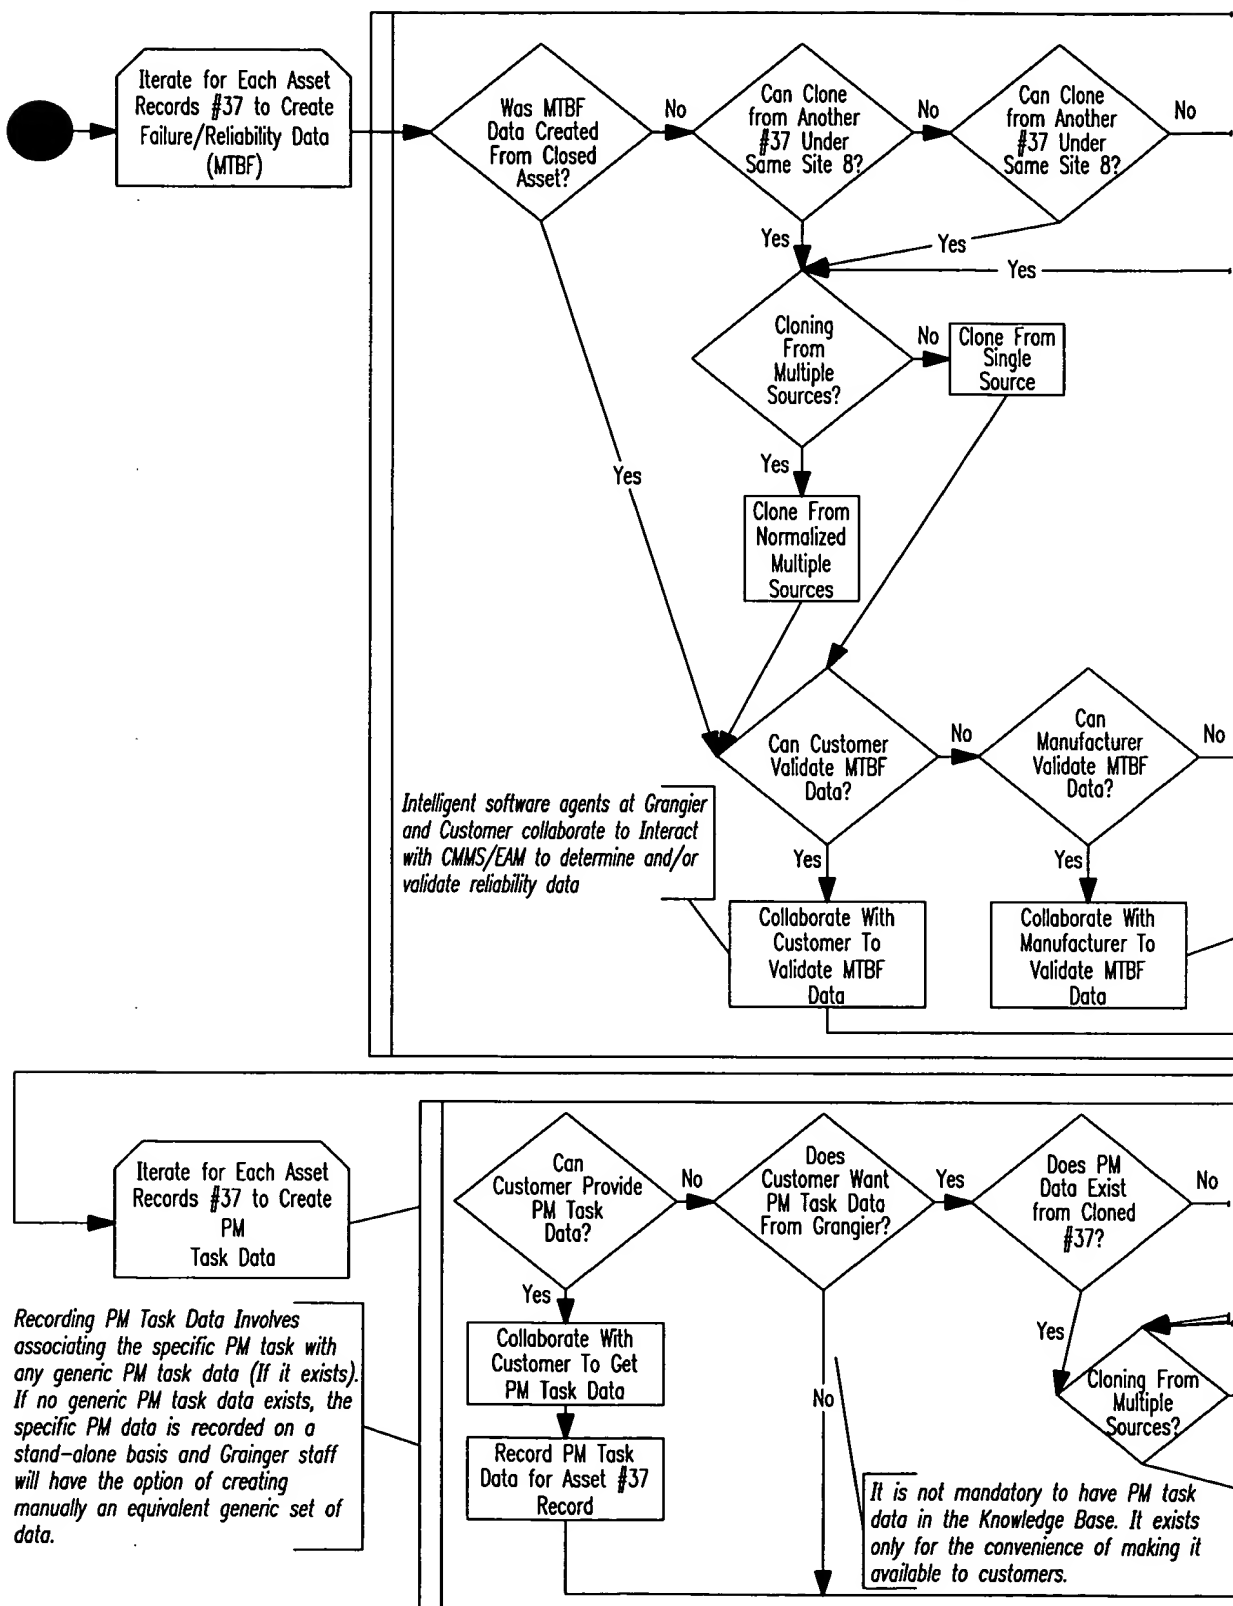 Iterate for Each Asset
Records #37 to Create
Failure/Reliability Data
(MTBF)
Was MTBF
Data Created
From Closed
Asset?
No
Can Clone
from Another
#37 Under
Same Site 8?
No
Can Clone
from Another
#37 Under
Same Site 8?
No
Yes
Yes
Yes
Cloning
From
Multiple
Sources?
No
Clone From
Single
Source
Yes
Yes
Clone From
Normalized
Multiple
Sources
Can Customer
Validate MTBF
Data?
No
Can
Manufacturer
Validate MTBF
Data?
No
Intelligent software agents at Grangier
and Customer collaborate to Interact
with CMMS/EAM to determine and/or
validate reliability data
Yes
Yes
Collaborate With
Customer To
Validate MTBF
Data
Collaborate With
Manufacturer To
Validate MTBF
Data
Iterate for Each Asset
Records #37 to Create
PM
Task Data
Can
Customer Provide
PM Task
Data?
No
Does
Customer Want
PM Task Data
From Grangier?
Yes
Does PM
Data Exist
from Cloned
#37?
No
Yes
Yes
Recording PM Task Data Involves
associating the specific PM task with
any generic PM task data (If it exists).
If no generic PM task data exists, the
specific PM data is recorded on a
stand-alone basis and Grainger staff
will have the option of creating
manually an equivalent generic set of
data.
Collaborate With
Customer To Get
PM Task Data
No
Cloning From
Multiple
Sources?
Record PM Task
Data for Asset #37
Record
It is not mandatory to have PM task
data in the Knowledge Base. It exists
only for the convenience of making it
available to customers.